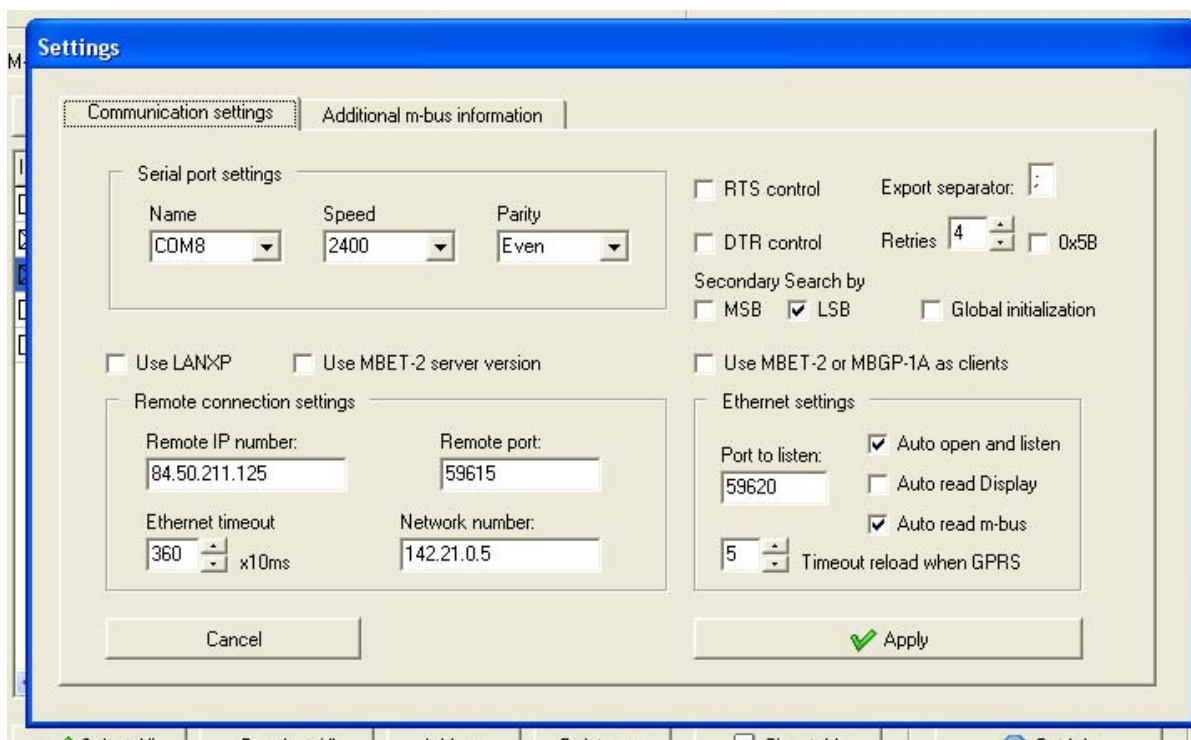 Settings
Communication settings
Additional m-bus information
Serial port settings
Name Speed Parity
COM8 2400 Even
RTS control Export separator: ;
DTR control Retries 4 0x5B
Secondary Search by
MSB LSB Global initialization
Use LANXP Use MBET-2 server version
Use MBET-2 or MBGP-1A as clients
Remote connection settings
Remote IP number: Remote port:
84.50.211.125 59615
Ethernet timeout Network number:
360 x10ms 142.21.0.5
Ethernet settings
Port to listen:
59620
Auto open and listen
Auto read Display
Auto read m-bus
5 Timeout reload when GPRS
Cancel
Apply